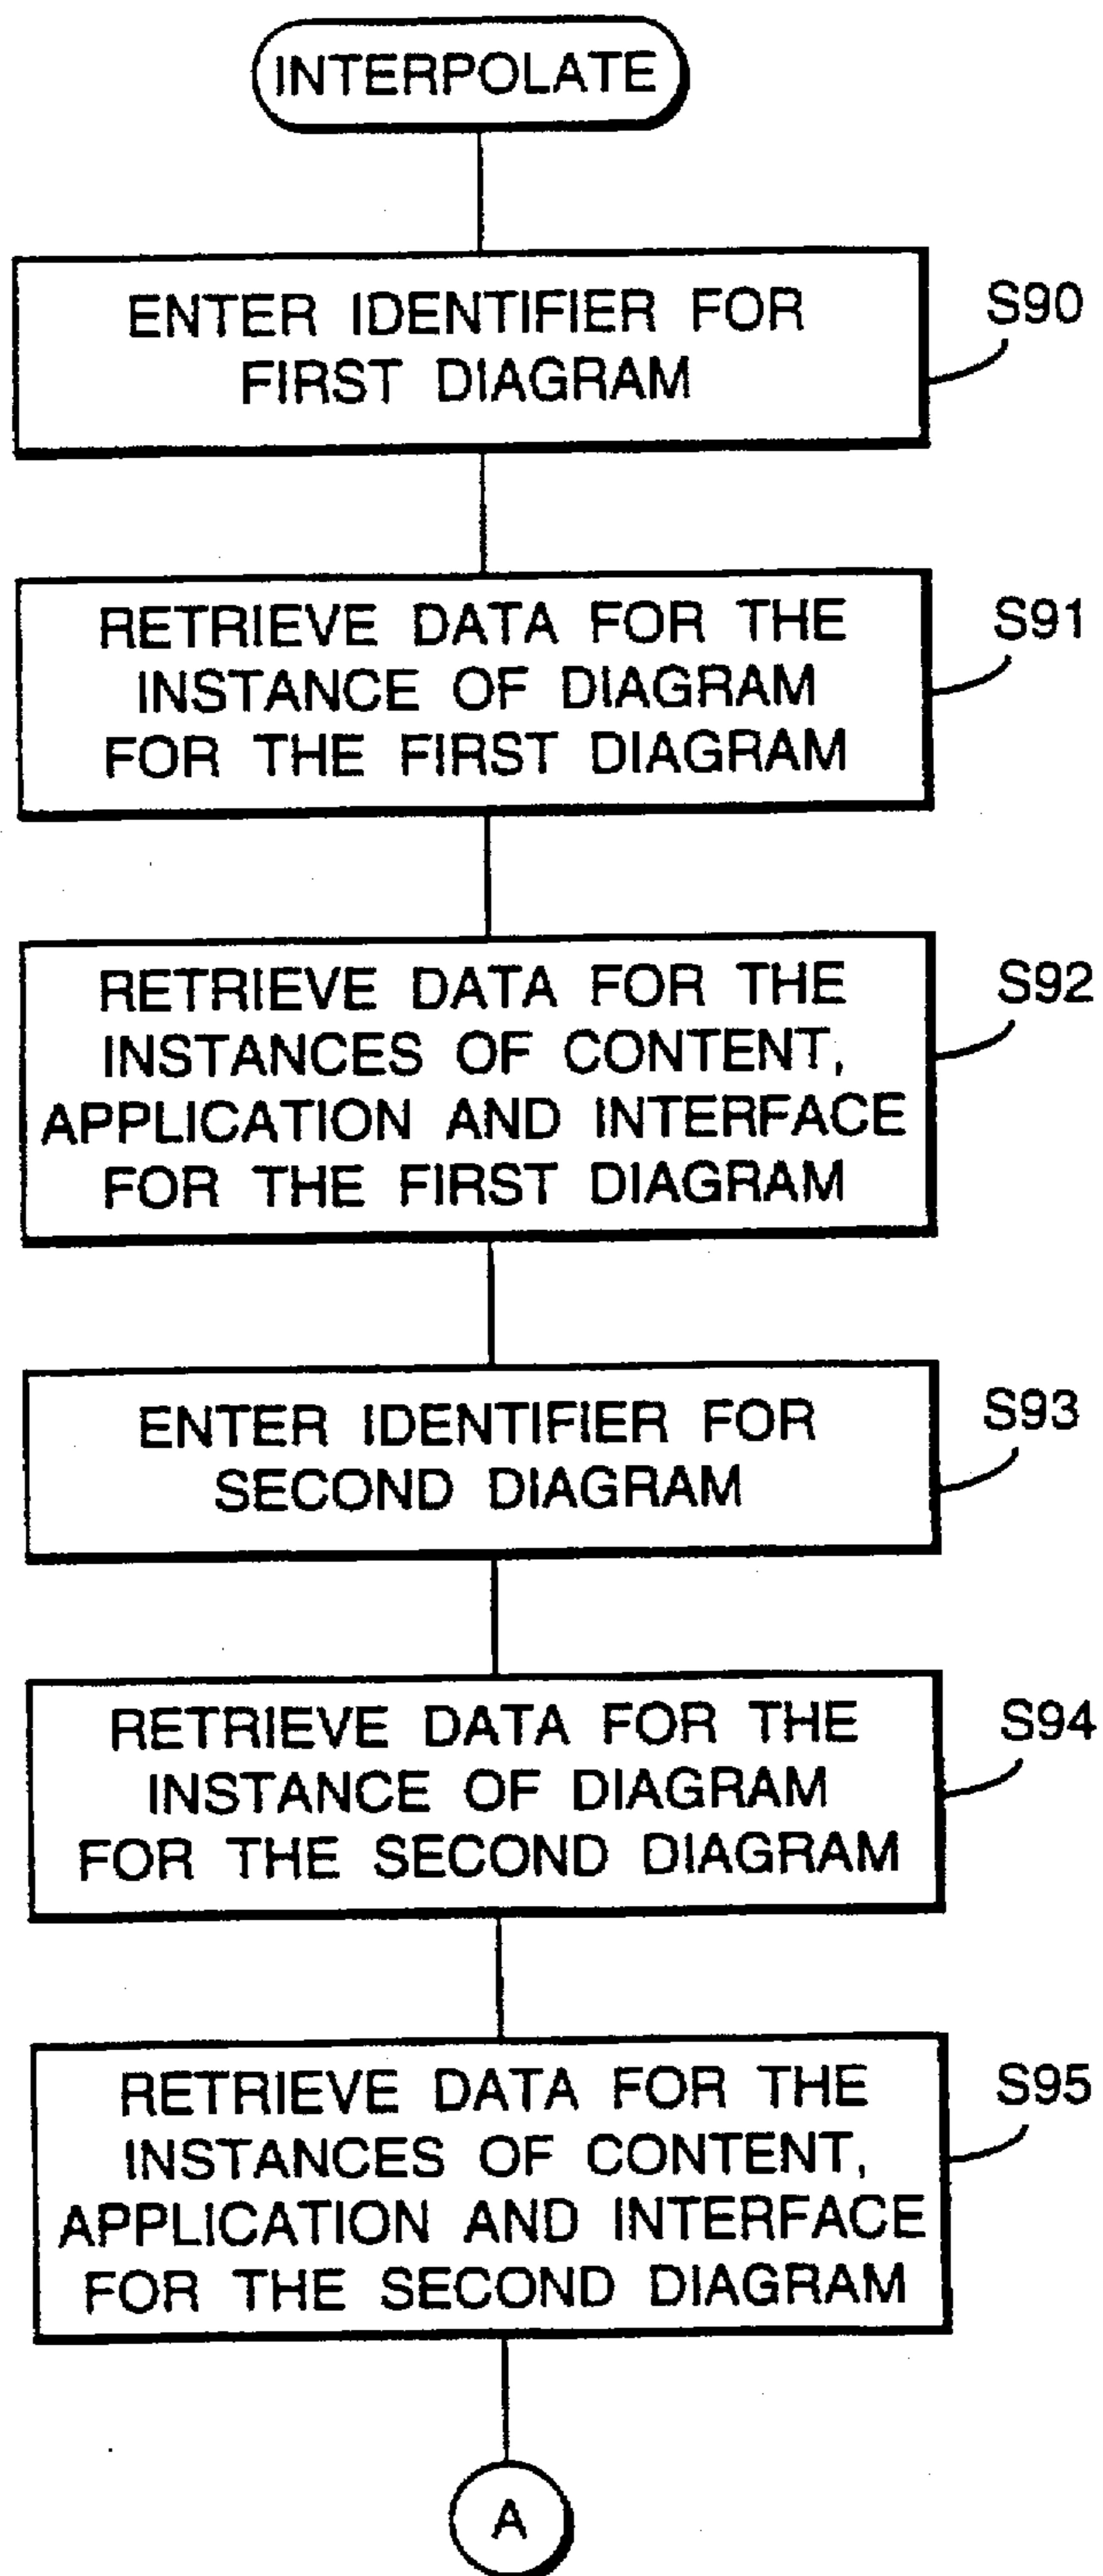 INTERPOLATE
ENTER IDENTIFIER FOR
FIRST DIAGRAM
S90
RETRIEVE DATA FOR THE
INSTANCE OF DIAGRAM
FOR THE FIRST DIAGRAM
S91
RETRIEVE DATA FOR THE
INSTANCES OF CONTENT,
APPLICATION AND INTERFACE
FOR THE FIRST DIAGRAM
S92
ENTER IDENTIFIER FOR
SECOND DIAGRAM
S93
RETRIEVE DATA FOR THE
INSTANCE OF DIAGRAM
FOR THE SECOND DIAGRAM
S94
RETRIEVE DATA FOR THE
INSTANCES OF CONTENT,
APPLICATION AND INTERFACE
FOR THE SECOND DIAGRAM
S95
A